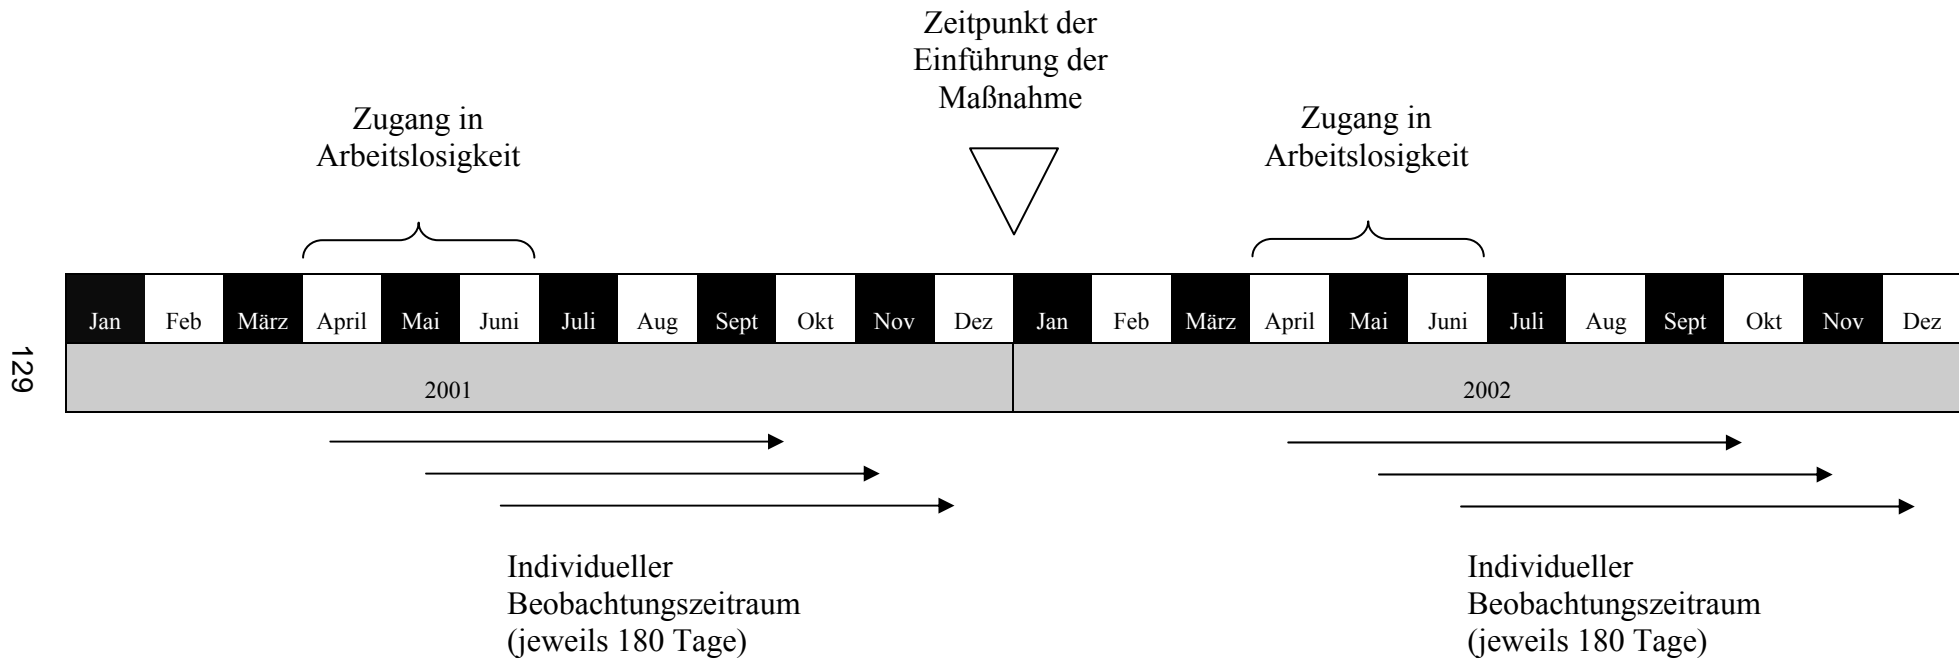 Zeitpunkt der
Einführung der
Maßnahme
Zugang in
Arbeitslosigkeit
Zugang in
Arbeitslosigkeit
Jan Feb März April Mai Juni Juli Aug Sept Okt Nov Dez Jan Feb März April Mai Juni Juli Aug Sept Okt Nov Dez
2001 2002
129
Individueller
Beobachtungszeitraum
(jeweils 180 Tage)
Individueller
Beobachtungszeitraum
(jeweils 180 Tage)